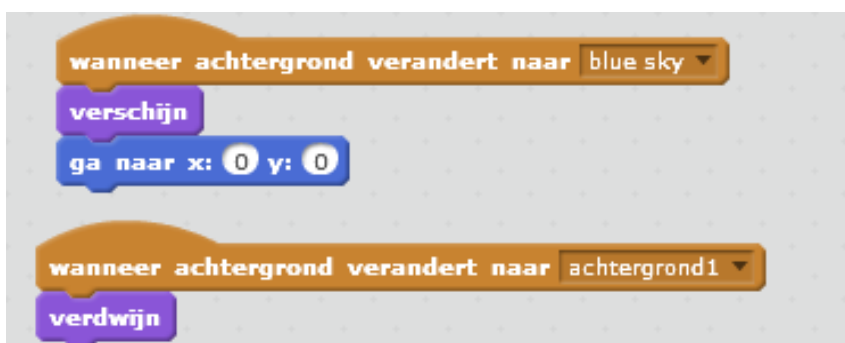 wanneer achtergrond verandert naar blue sky
verschijn
ga naar x: 0 y: 0
wanneer achtergrond verandert naar achtergrond1
verdwijn